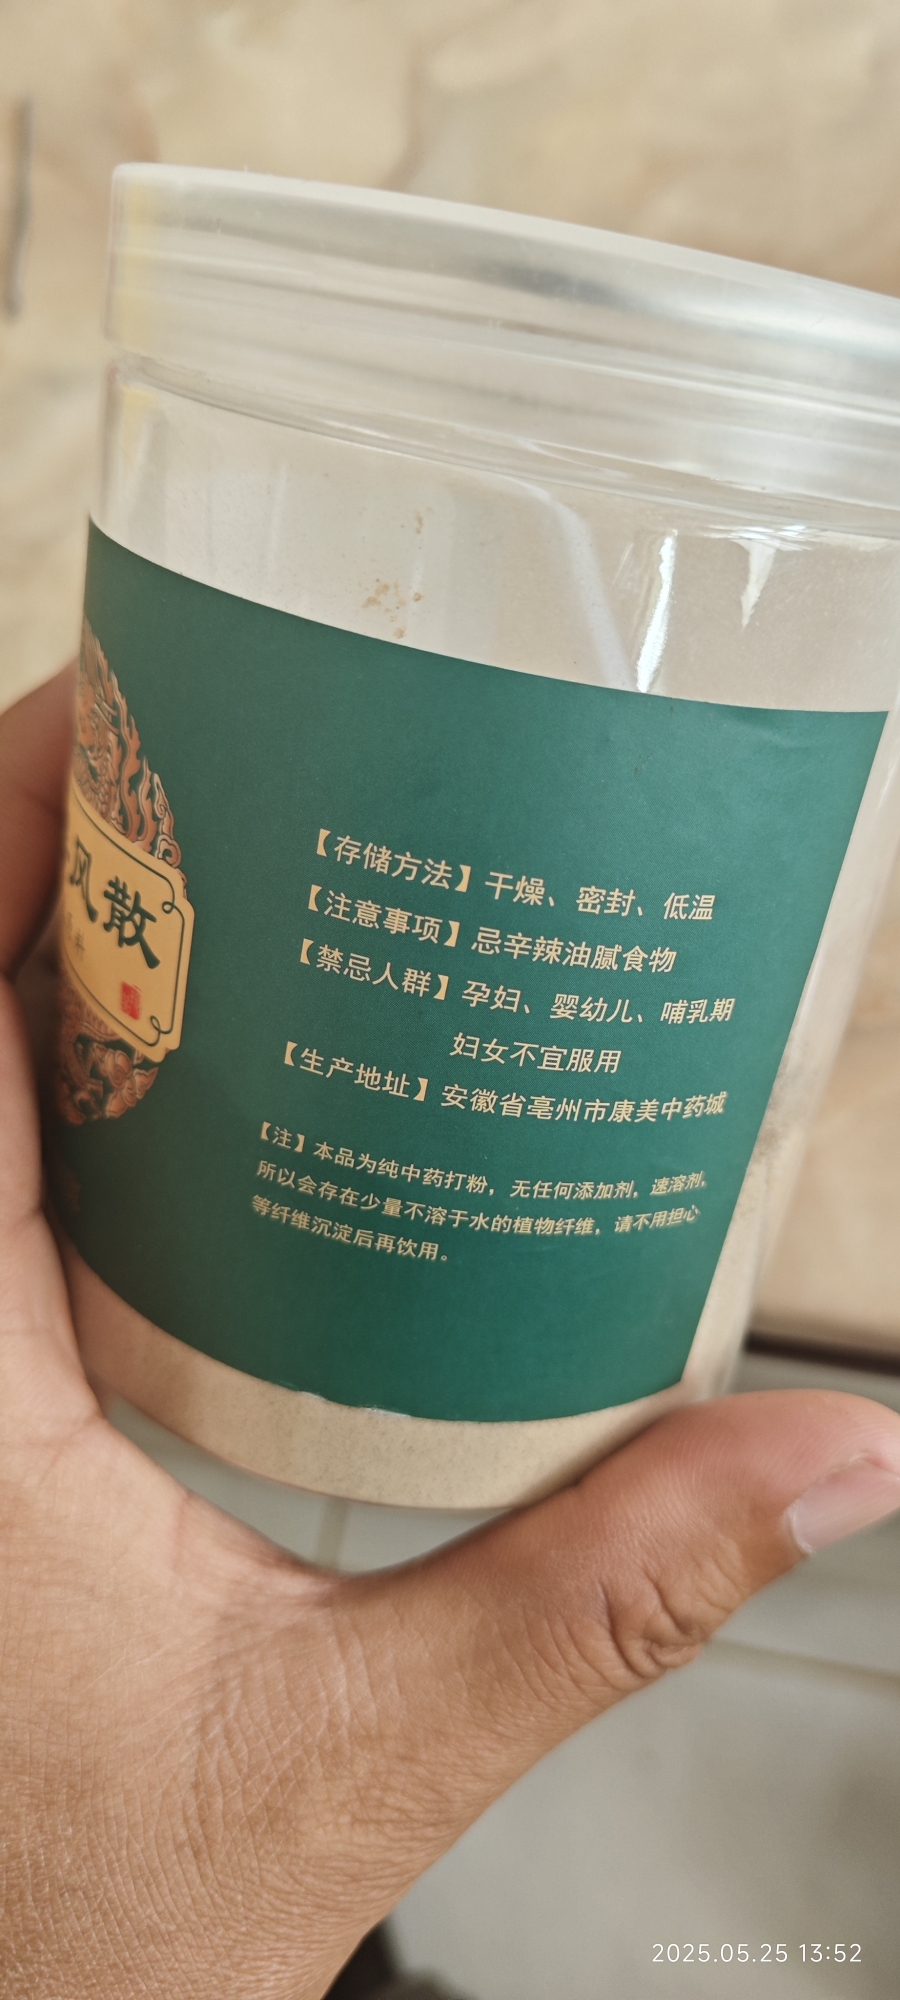 风散
【存储方法】干燥、密封、低温
【注意事项】忌辛辣油腻食物
【禁忌人群】孕妇、婴幼儿、哺乳期
妇女不宜服用
【生产地址】安徽省亳州市康美中药城
【注】本品为纯中药打粉，无任何添加剂，速溶剂，
所以会存在少量不溶于水的植物纤维，请不用担心
等纤维沉淀后再饮用。
2025.05.25 13:52